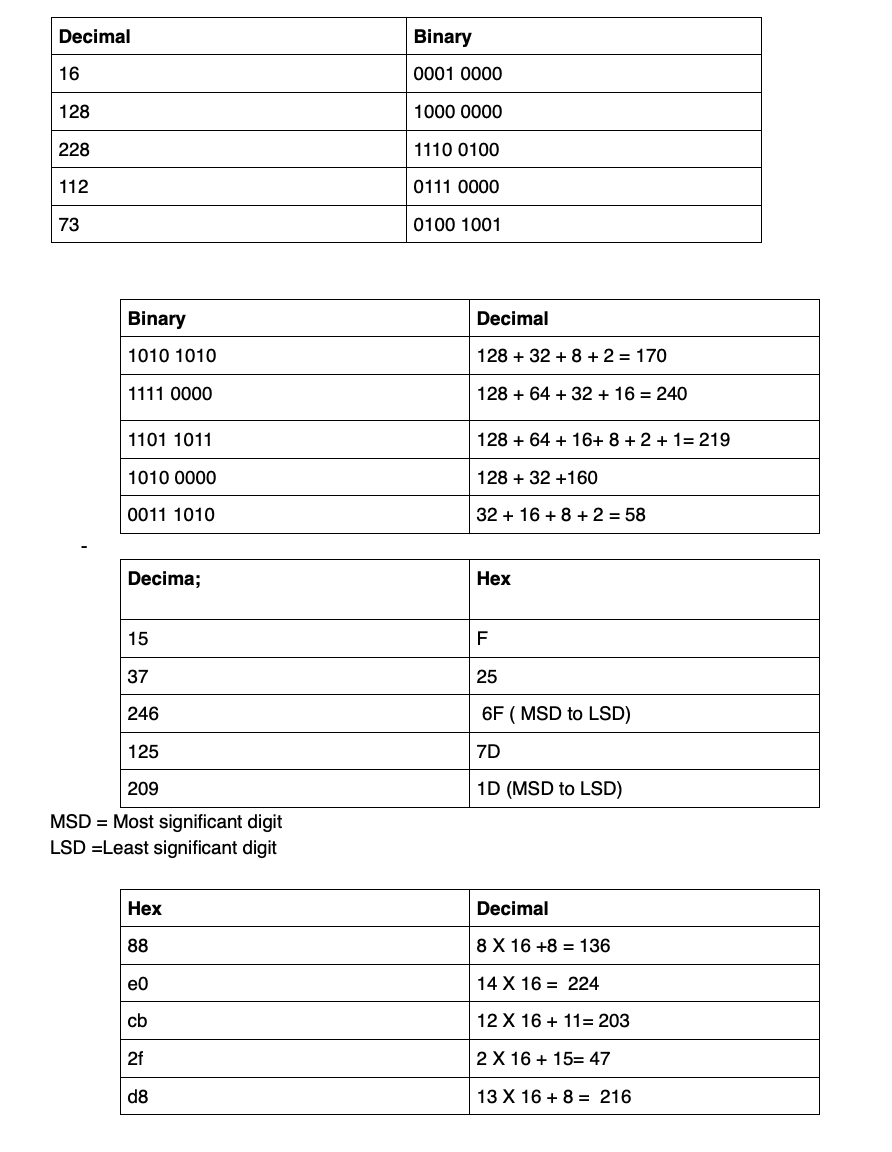 Decimal Binary
16 0001 0000
128 1000 0000
228 1110 0100
112 0111 0000
73 0100 1001
Binary Decimal
1010 1010 128 + 32 + 8 + 2 = 170
1111 0000 128 + 64 + 32 + 16 = 240
1101 1011 128 + 64 + 16+ 8 + 2 + 1= 219
1010 0000 128 + 32 +160
0011 1010 32 + 16 + 8 + 2 = 58
-
Decima; Hex
15 F
37 25
246 6F ( MSD to LSD)
125 7D
209 1D (MSD to LSD)
MSD = Most significant digit
LSD =Least significant digit
Hex Decimal
88 8 X 16 +8 = 136
e0 14 X 16 = 224
cb 12 X 16 + 11= 203
2f 2 X 16 + 15= 47
d8 13 X 16 + 8 = 216